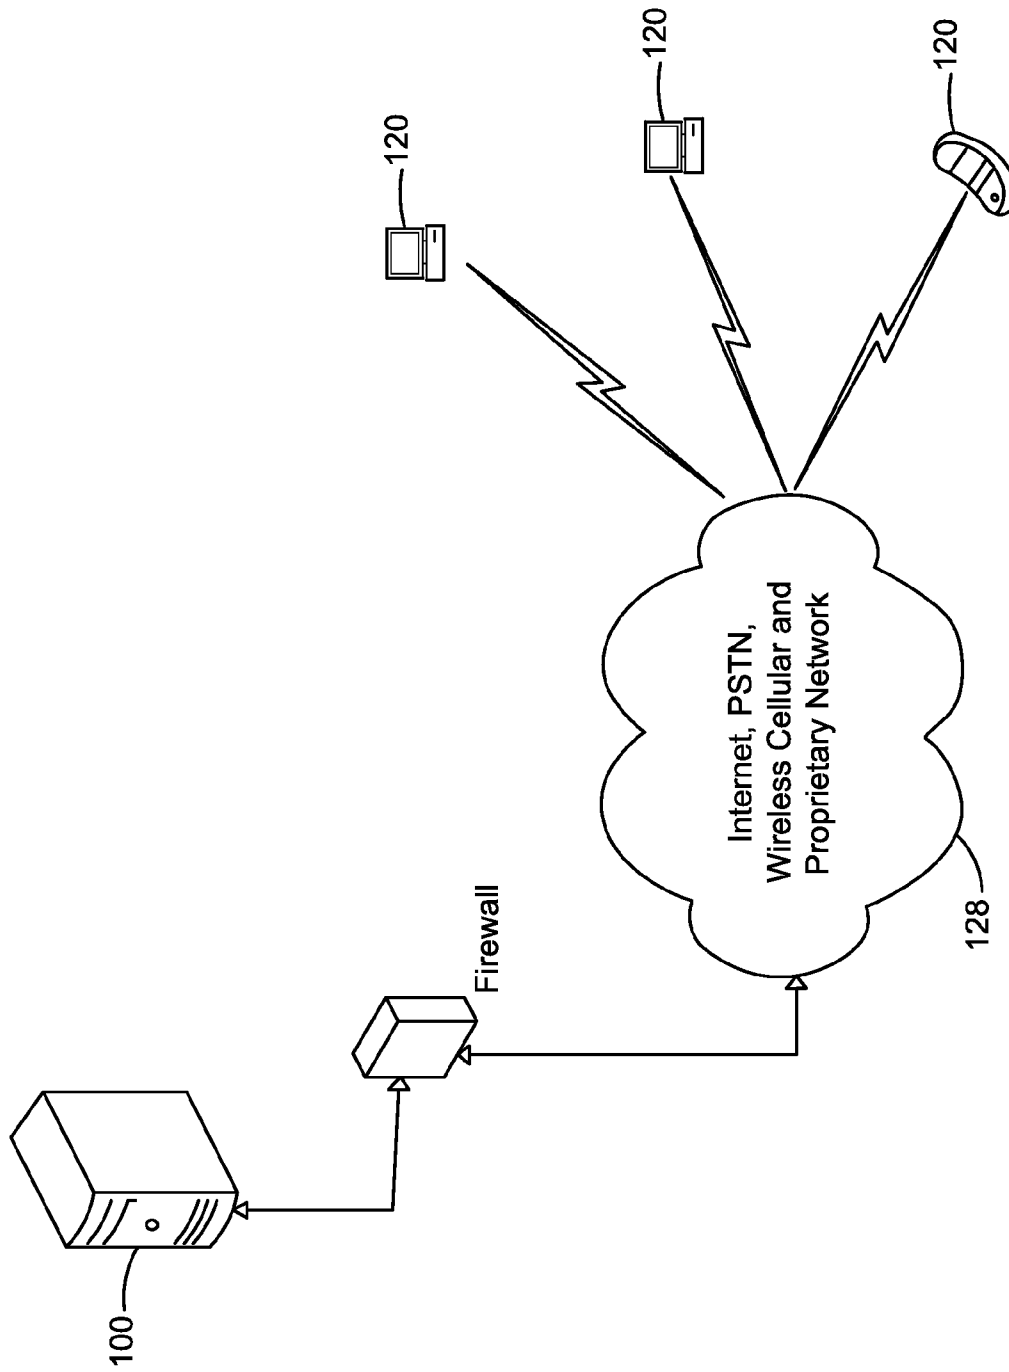 100
Firewall
128
Internet, PSTN,
Wireless Cellular and
Proprietary Network
120
120
120